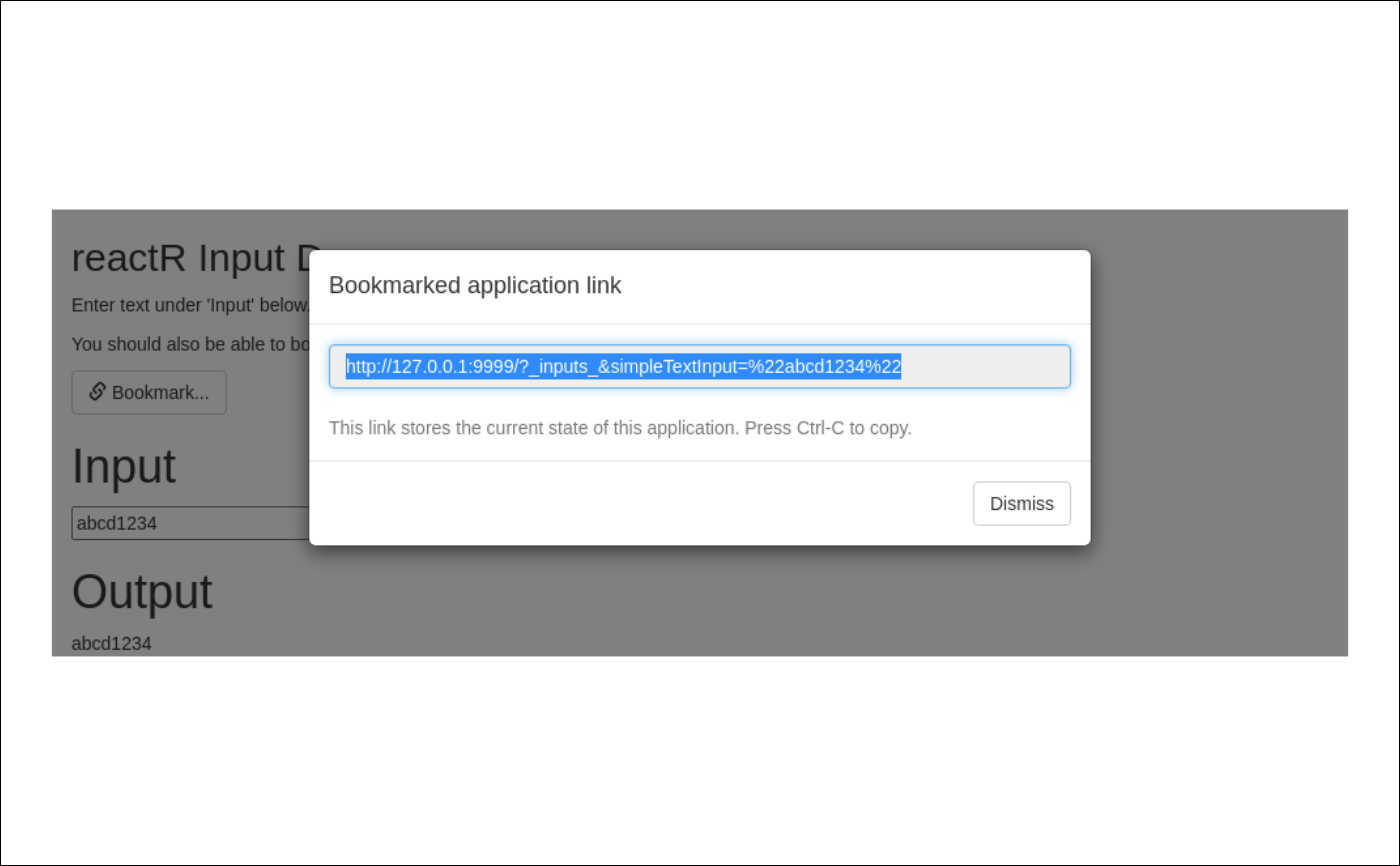 reactR Input
Enter text under 'Input' below.
You should also be able to
Bookmark...
Input
abcd1234
Output
abcd1234
Bookmarked application link
http://127.0.0.1:9999/?_inputs_&simpleTextInput=%22abcd1234%22
This link stores the current state of this application. Press Ctrl-C to copy.
Dismiss